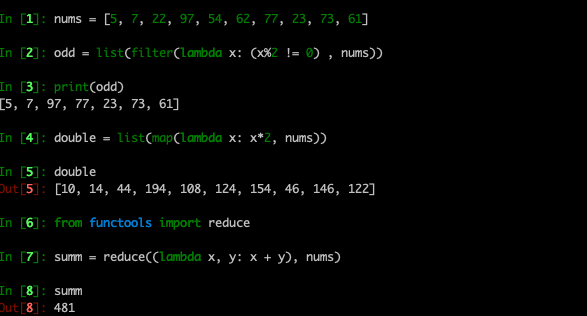 In [1]: nums = [5, 7, 22, 97, 54, 62, 77, 23, 73, 61]
In [2]: odd = list(filter(lambda x: (x%2 != 0) , nums))
In [3]: print(odd)
[5, 7, 97, 77, 23, 73, 61]
In [4]: double = list(map(lambda x: x*2, nums))
In [5]: double
Out[5]: [10, 14, 44, 194, 108, 124, 154, 46, 146, 122]
In [6]: from functools import reduce
In [7]: summ = reduce((lambda x, y: x + y), nums)
In [8]: summ
Out[8]: 481